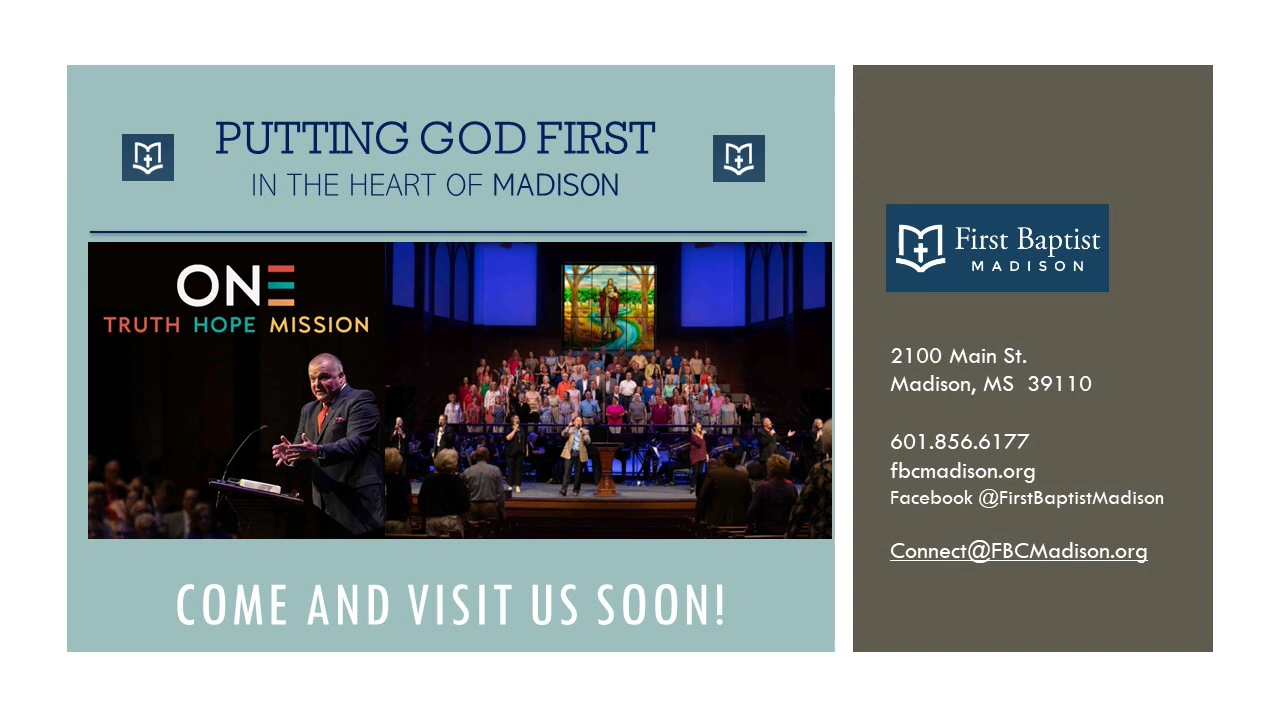 PUTTING GOD FIRST
IN THE HEART OF MADISON
ONE
TRUTH HOPE MISSION
COME AND VISIT US SOON!
First Baptist
MADISON
2100 Main St.
Madison, MS 39110
601.856.6177
fbcmadison.org
Facebook @FirstBaptistMadison
Connect@FBCMadison.org